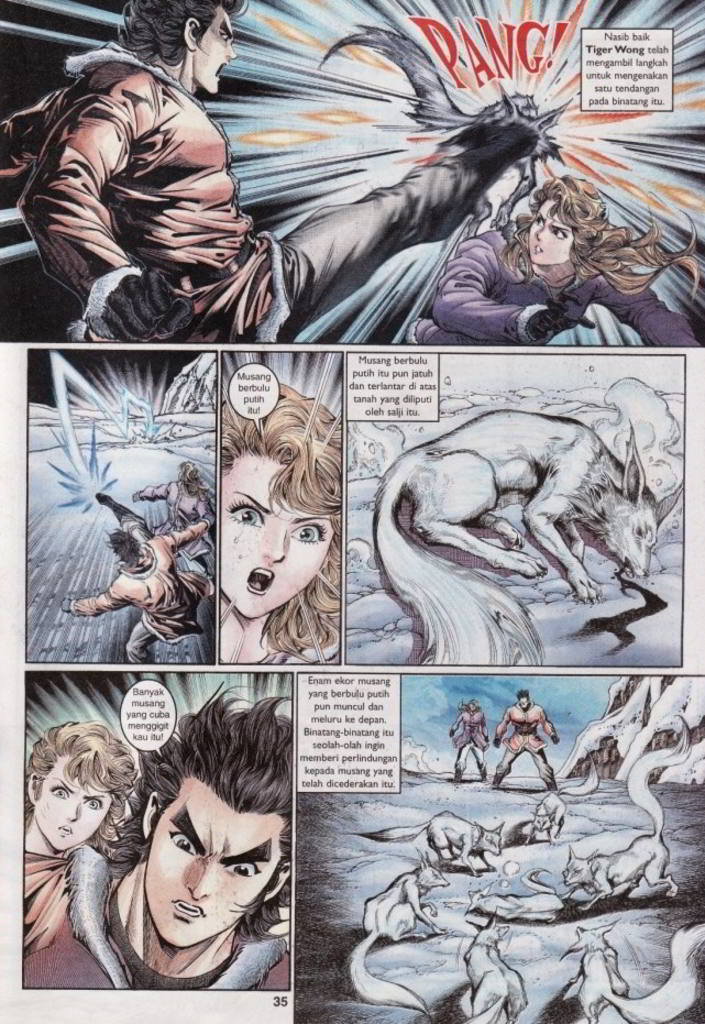 PANG!
Nasib baik
Tiger Wong telah
mengambil langkah
untuk mengenakan
satu tendangan
pada binatang itu.
Musang
berbulu
putih
itu!
Musang berbulu
putih itu pun jatuh
dan terlantar di atas
tanah yang diliputi
oleh salji itu.
Banyak
musang
yang cuba
menggigit
kau itu!
Enam ekor musang
yang berbulu putih
pun muncul dan
meluru ke depan.
Binatang-binatang itu
seolah-olah ingin
memberi perlindungan
kepada musang yang
telah dicederakan itu.
35